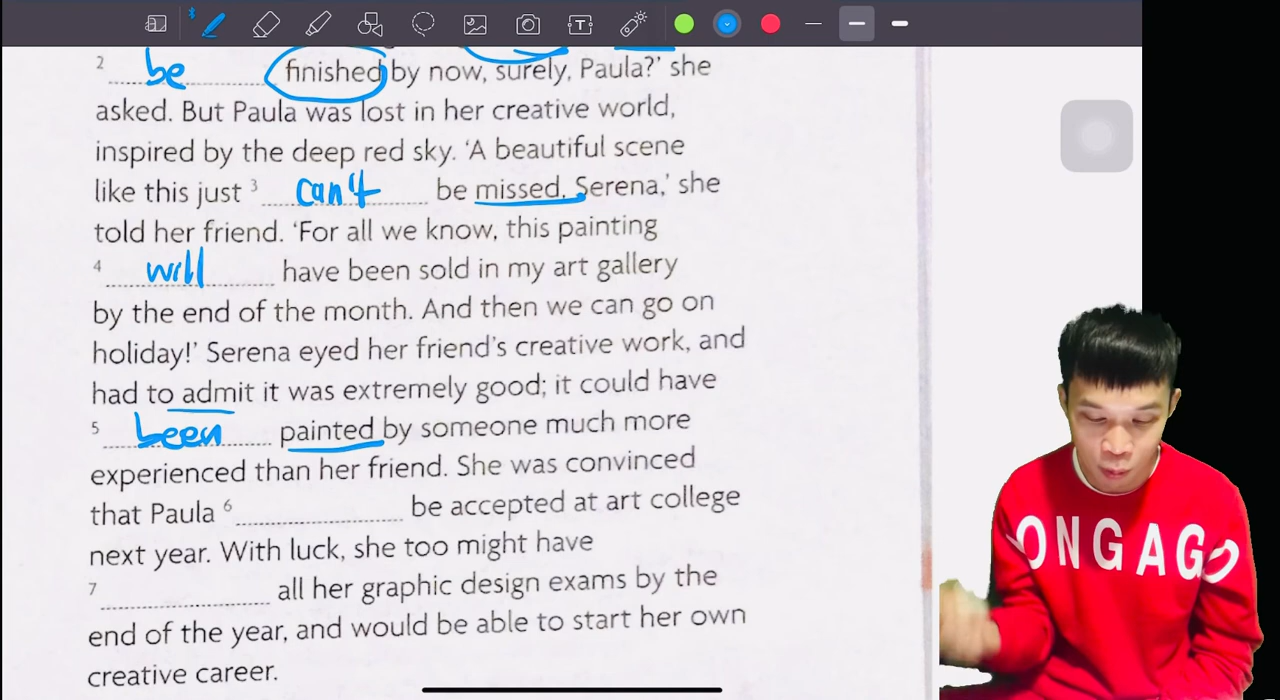 2 be finished by now, surely, Paula?' she
asked. But Paula was lost in her creative world,
inspired by the deep red sky. 'A beautiful scene
like this just 3 can't be missed, Serena,' she
told her friend. 'For all we know, this painting
4 will have been sold in my art gallery
by the end of the month. And then we can go on
holiday!' Serena eyed her friend's creative work, and
had to admit it was extremely good; it could have
5 been painted by someone much more
experienced than her friend. She was convinced
that Paula 6 be accepted at art college
next year. With luck, she too might have
7 all her graphic design exams by the
end of the year, and would be able to start her own
creative career.
ONGAGO
T